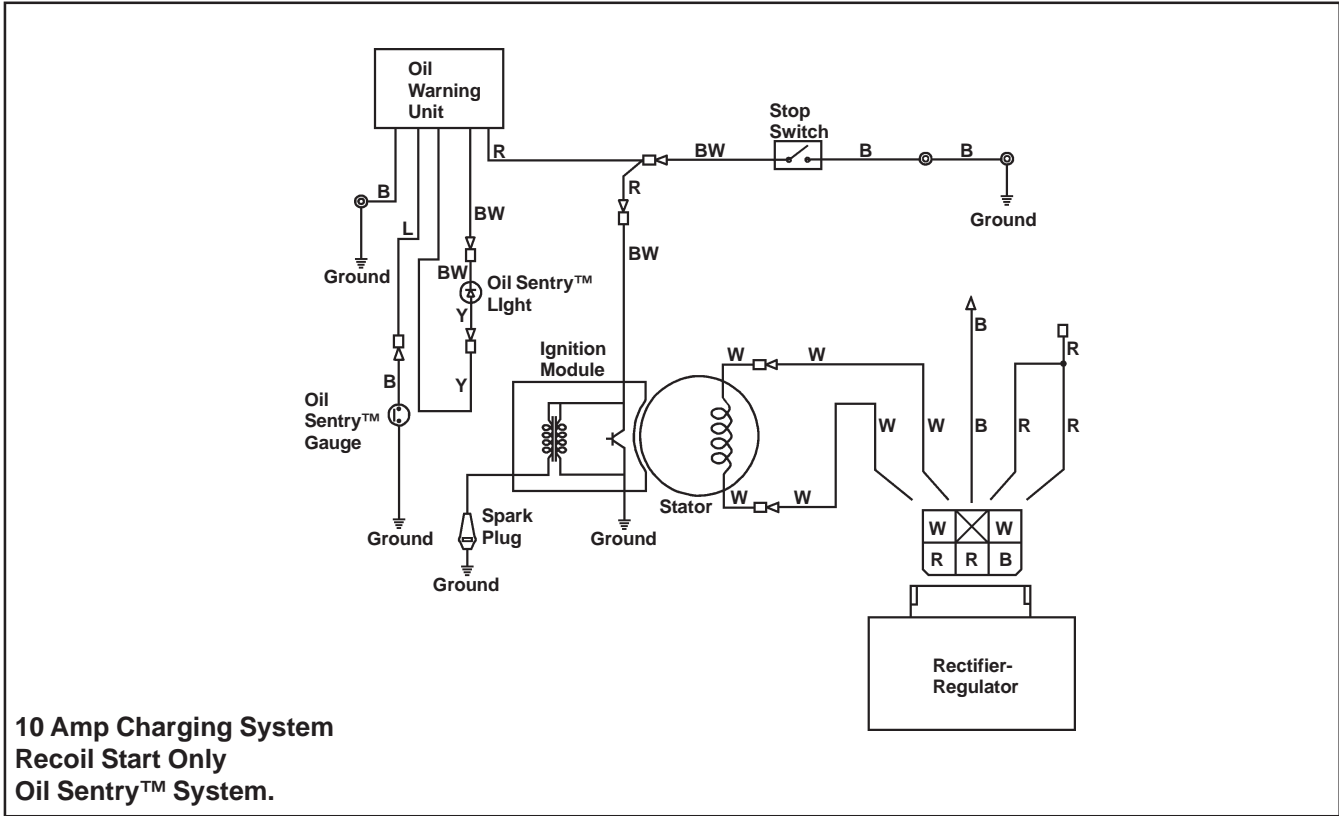 Oil
Warning
Unit
Stop
Switch
R
BW
B
B
B
R
L
BW
BW
Ground
Ground
BW
Oil Sentry™
LIght
Y
Ignition
Module
W
W
B
R
B
Y
Oil
Sentry™
Gauge
W
W
B
R
R
W
W
Stator
Spark
Plug
Ground
Ground
Ground
W
W
R
R
B
Rectifier-
Regulator
10 Amp Charging System
Recoil Start Only
Oil Sentry™ System.